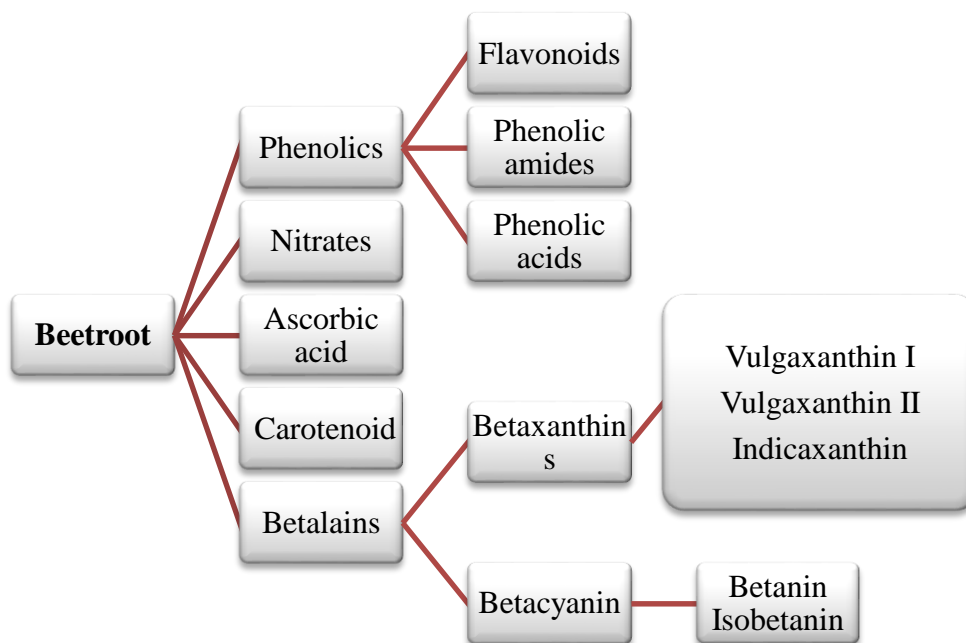 Flavonoids
Phenolics
Phenolic
amides
Phenolic
acids
Nitrates
Beetroot
Ascorbic
acid
Carotenoid
Betaxanthin
s
Vulgaxanthin I
Vulgaxanthin II
Indicaxanthin
Betalains
Betacyanin
Betanin
Isobetanin